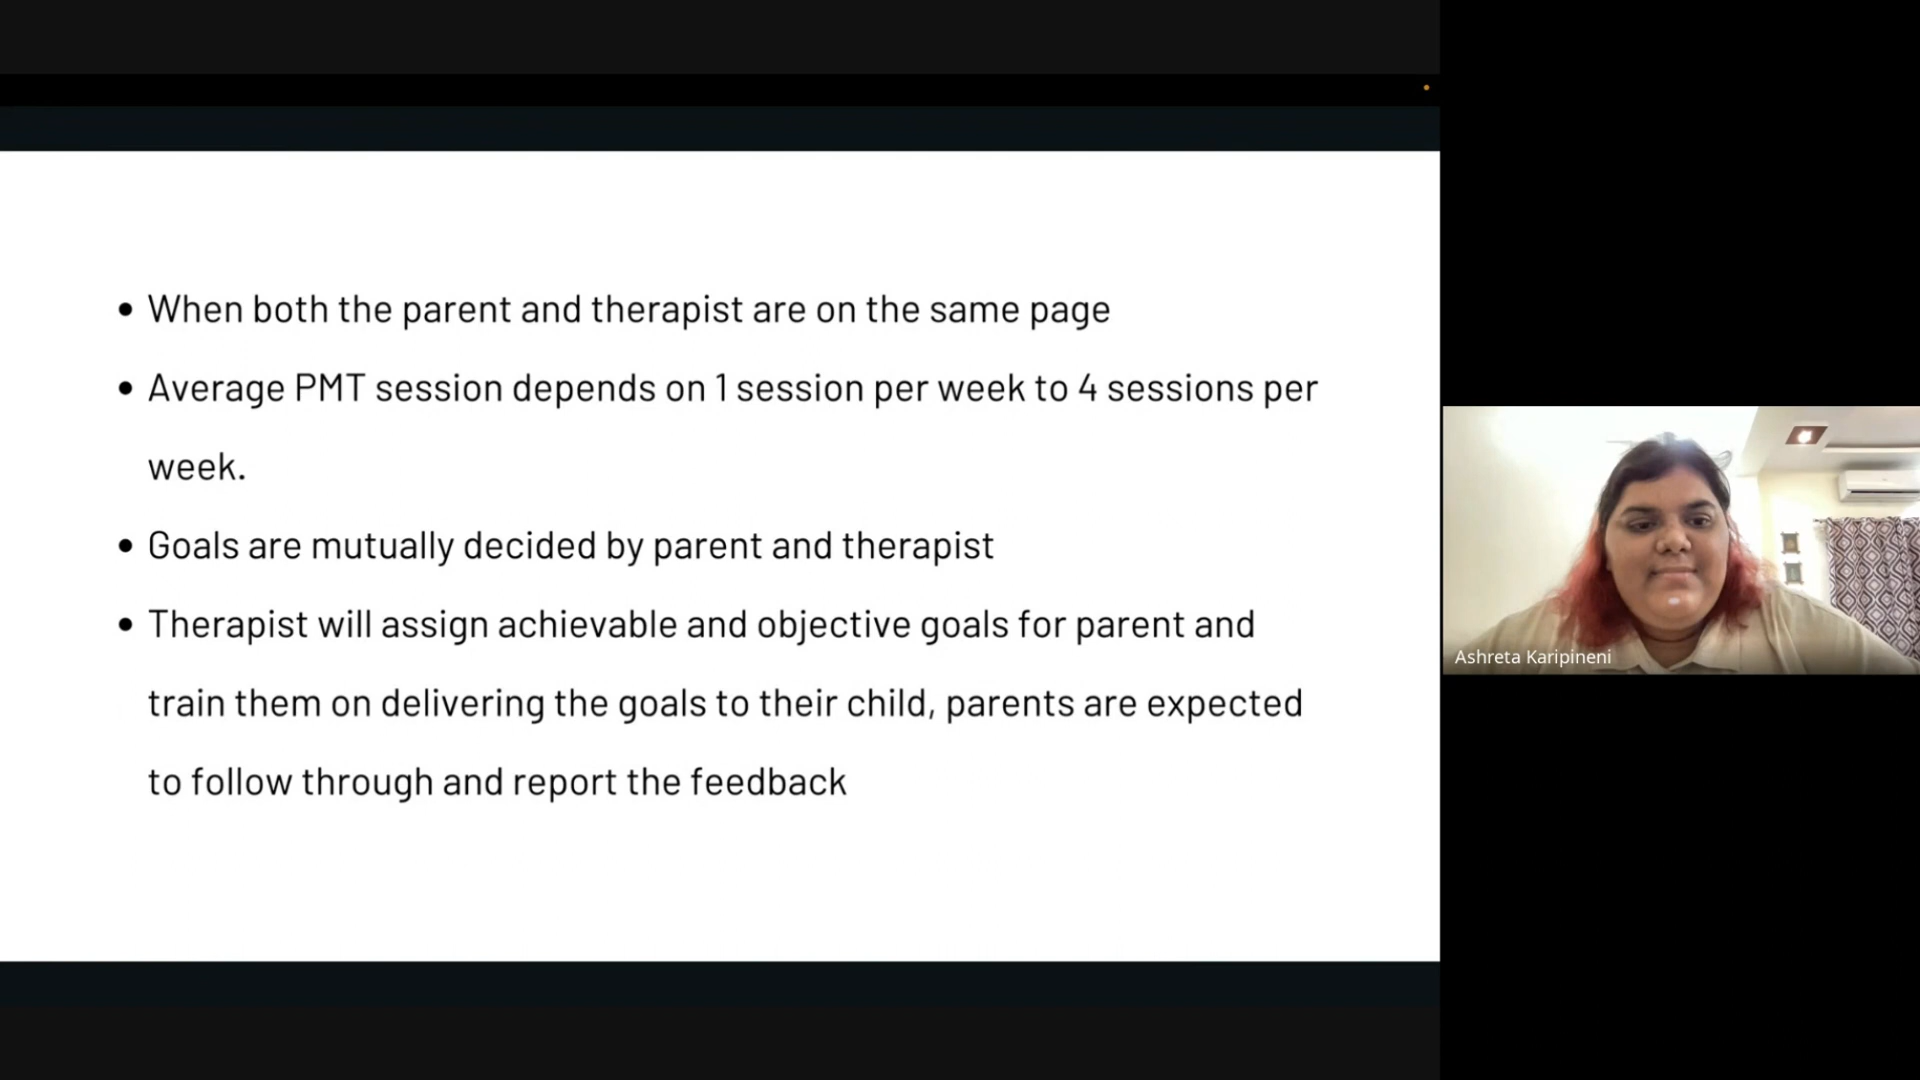 • When both the parent and therapist are on the same page
• Average PMT session depends on 1 session per week to 4 sessions per
week.
• Goals are mutually decided by parent and therapist
• Therapist will assign achievable and objective goals for parent and
train them on delivering the goals to their child, parents are expected
to follow through and report the feedback
Ashreta Karipineni